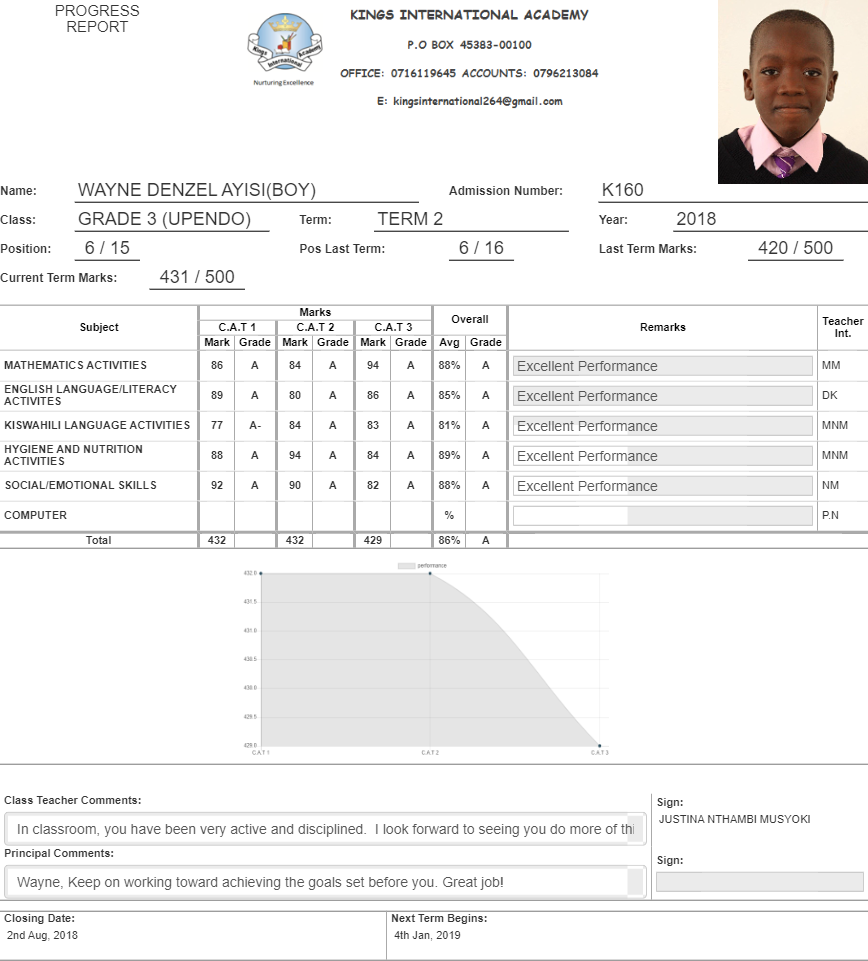 PROGRESS
REPORT
KINGS INTERNATIONAL ACADEMY
P.O BOX 45383-00100
OFFICE: 0716119645 ACCOUNTS: 0796213084
E: kingsinternational264@gmail.com
Kings Academy
International
Nurturing Excellence
Name: WAYNE DENZEL AYISI(BOY) Admission Number: K160
Class: GRADE 3 (UPENDO) Term: TERM 2 Year: 2018
Position: 6 / 15 Pos Last Term: 6 / 16 Last Term Marks: 420 / 500
Current Term Marks: 431 / 500
Subject Marks Overall Remarks Teacher Int.
C.A.T 1 C.A.T 2 C.A.T 3
Mark Grade Mark Grade Mark Grade Avg Grade
MATHEMATICS ACTIVITIES 86 A 84 A 94 A 88% A Excellent Performance MM
ENGLISH LANGUAGE/LITERACY ACTIVITES 89 A 80 A 86 A 85% A Excellent Performance DK
KISWAHILI LANGUAGE ACTIVITIES 77 A- 84 A 83 A 81% A Excellent Performance MNM
HYGIENE AND NUTRITION ACTIVITIES 88 A 94 A 84 A 89% A Excellent Performance MNM
SOCIAL/EMOTIONAL SKILLS 92 A 90 A 82 A 88% A Excellent Performance NM
COMPUTER % P.N
Total 432 432 429 86% A
performance
432.0
431.5
431.0
430.5
430.0
429.5
429.0
C.A.T 1 C.A.T 2 C.A.T 3
Class Teacher Comments:
In classroom, you have been very active and disciplined. I look forward to seeing you do more of thi
Sign:
JUSTINA NTHAMBI MUSYOKI
Principal Comments:
Wayne, Keep on working toward achieving the goals set before you. Great job!
Sign:
Closing Date:
2nd Aug, 2018
Next Term Begins:
4th Jan, 2019